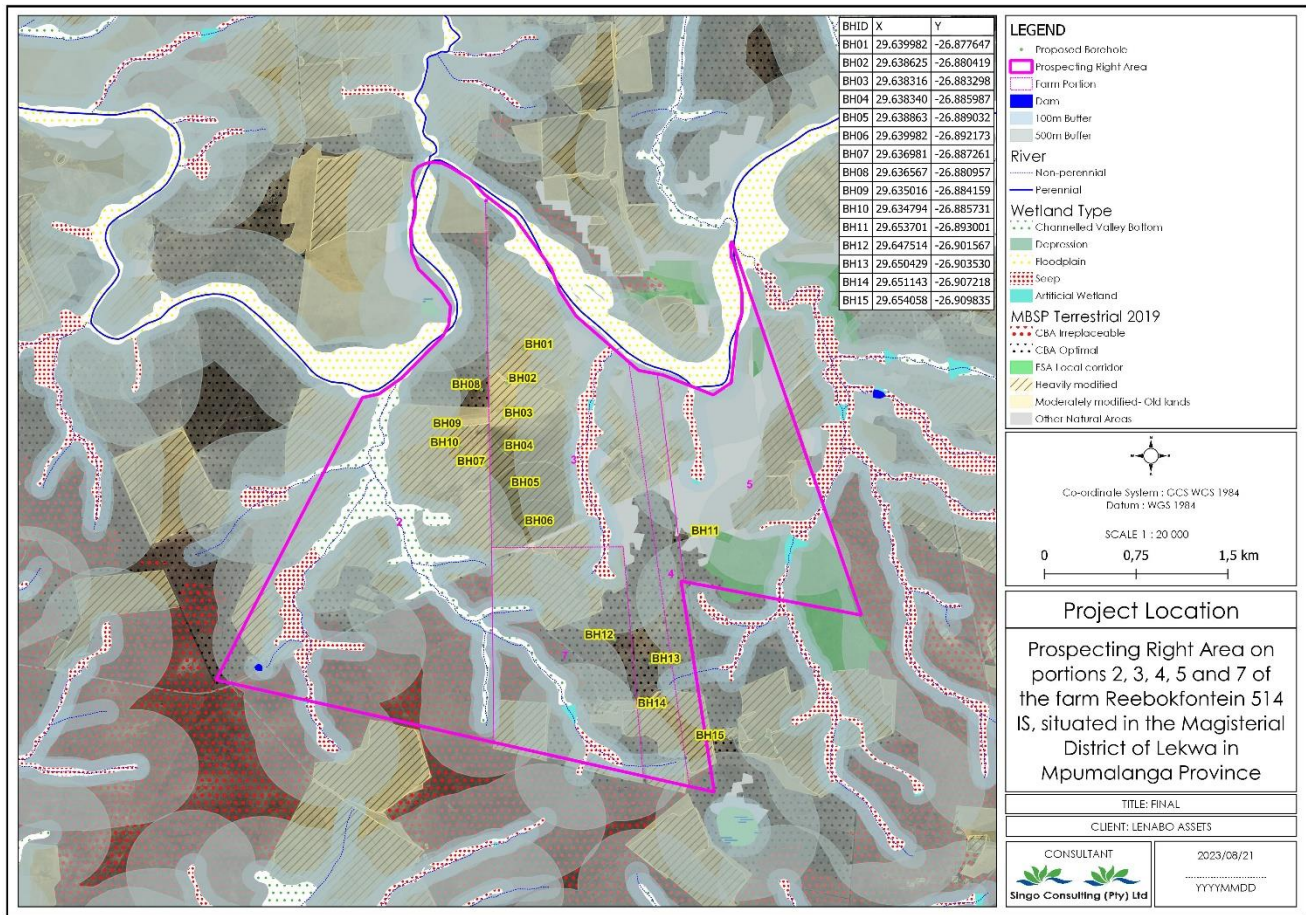 BHID X Y
BH01 29.639982 -26.877647
BH02 29.638625 -26.880419
BH03 29.638316 -26.883298
BH04 29.638340 -26.885987
BH05 29.638863 -26.889032
BH06 29.639982 -26.892173
BH07 29.636981 -26.887261
BH08 29.636567 -26.880957
BH09 29.635016 -26.884159
BH10 29.634794 -26.885731
BH11 29.653701 -26.893001
BH12 29.647514 -26.901567
BH13 29.650429 -26.903530
BH14 29.651143 -26.907218
BH15 29.654058 -26.909835
BH01
BH02
BH08
BH03
BH09
BH10
BH04
BH07
BH05
BH06
BH11
BH12
BH13
BH14
BH15
2
3
4
5
7
LEGEND
Proposed Borehole
Prospecting Right Area
Farm Portion
Dam
100m Buffer
500m Buffer
River
Non-perennial
Perennial
Wetland Type
Channelled Valley Bottom
Depression
Floodplain
Seep
Artificial Wetland
MBSP Terrestrial 2019
CBA Irreplaceable
CBA Optimal
ESA Local corridor
Heavily modified
Moderately modified- Old lands
Other Natural Areas
Co-ordinate System : GCS WGS 1984
Datum : WGS 1984
SCALE 1 : 20 000
0 0,75 1,5 km
Project Location
Prospecting Right Area on
portions 2, 3, 4, 5 and 7 of
the farm Reebokfontein 514
IS, situated in the Magisterial
District of Lekwa in
Mpumalanga Province
TITLE: FINAL
CLIENT: LENABO ASSETS
CONSULTANT
Singo Consulting (Pty) Ltd
2023/08/21
YYYYMMDD